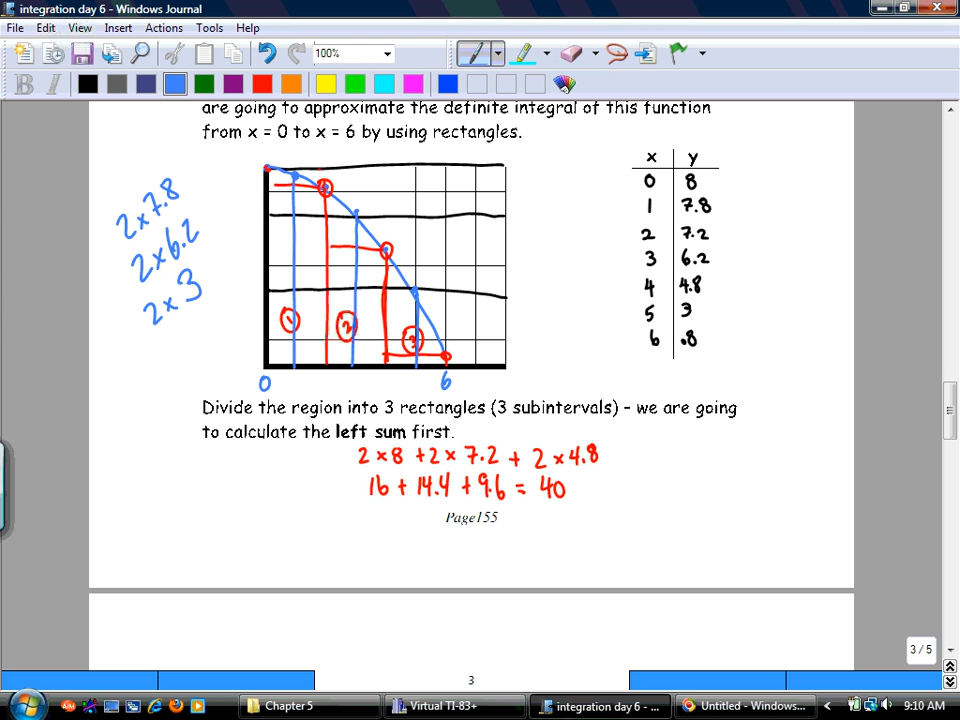 integration day 6 - Windows Journal
File Edit View Insert Actions Tools Help
100%
B I
are going to approximate the definite integral of this function
from x = 0 to x = 6 by using rectangles.
x y
0 8
1 7.8
2 7.2
3 6.2
4 4.8
5 3
6 .8
2 x 7.8
2 x 6.2
2 x 3
1 2 3
0 6
Divide the region into 3 rectangles (3 subintervals) – we are going
to calculate the left sum first.
2 x 8 + 2 x 7.2 + 2 x 4.8
16 + 14.4 + 9.6 = 40
Page155
3 / 5
3
Chapter 5 Virtual TI-83+ integration day 6 - ... Untitled - Windows... 9:10 AM